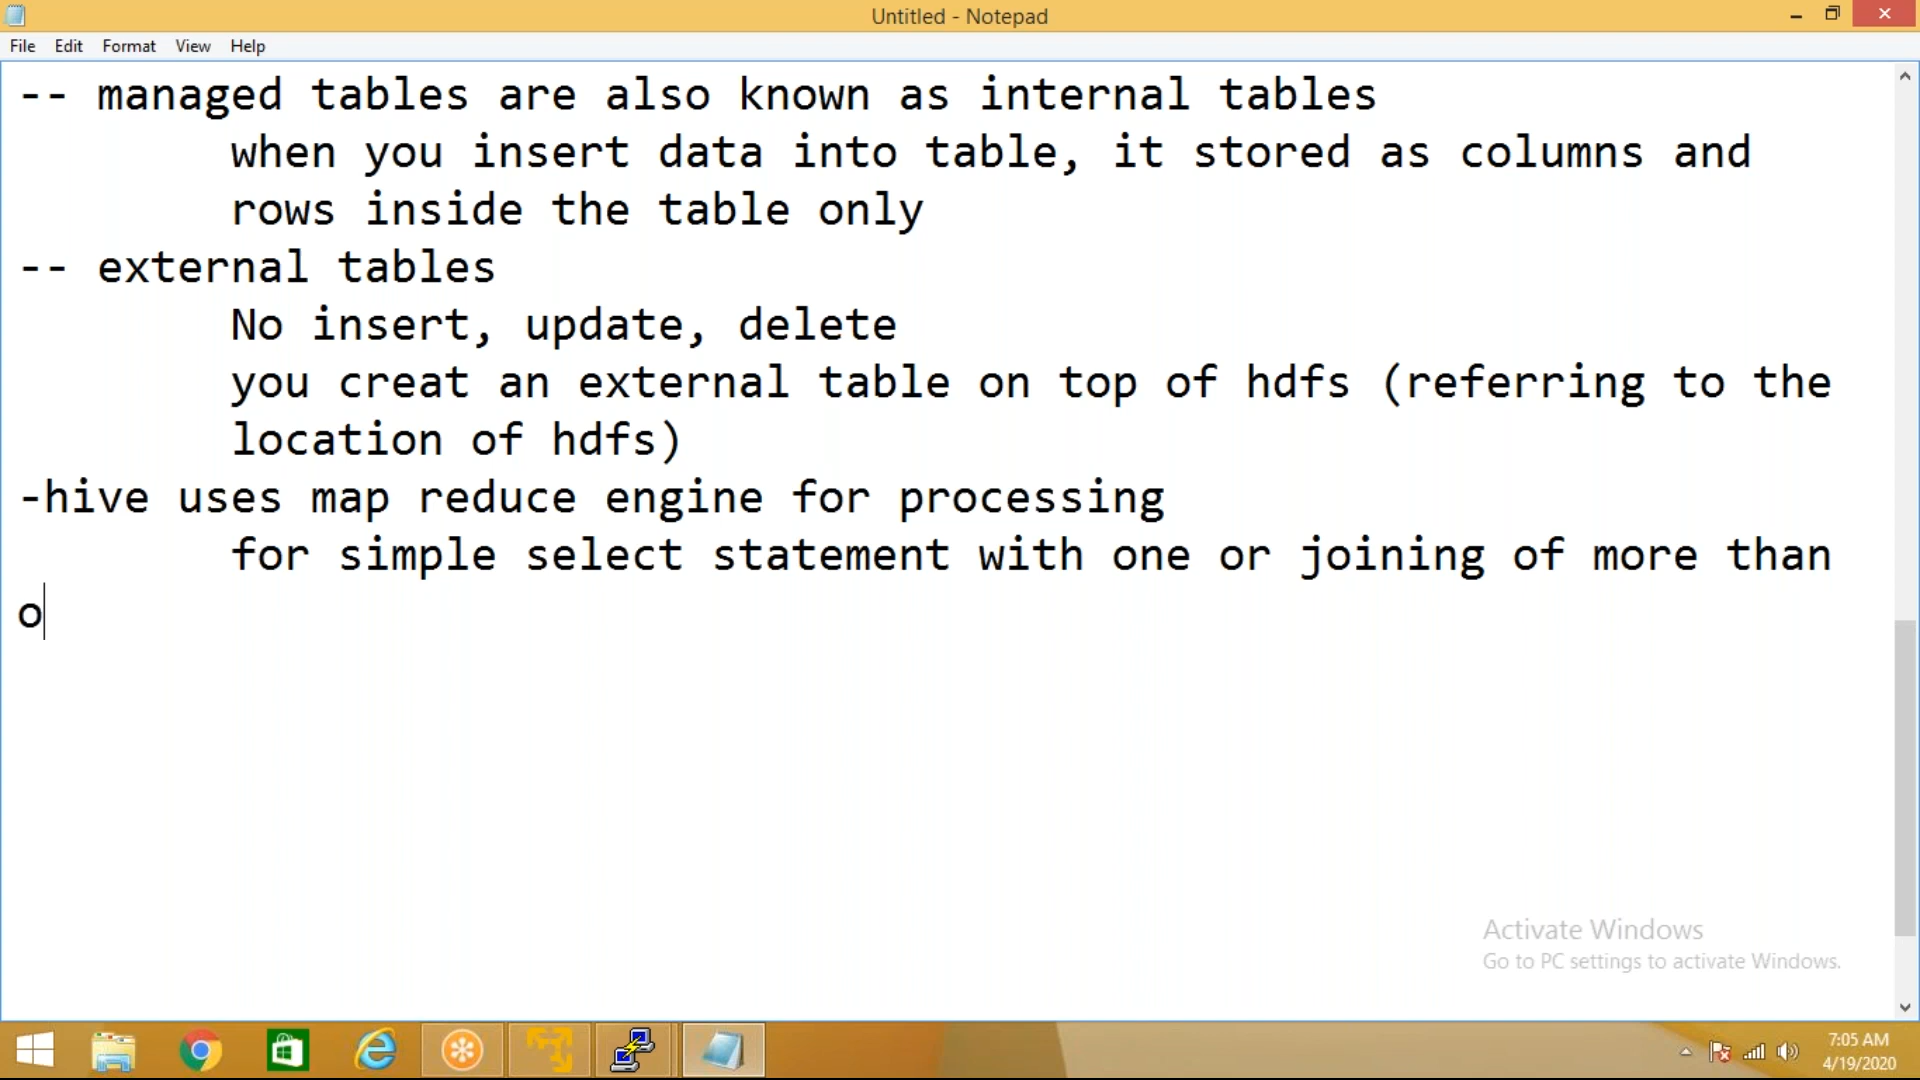 Untitled - Notepad
File Edit Format View Help
-- managed tables are also known as internal tables
when you insert data into table, it stored as columns and
rows inside the table only
-- external tables
No insert, update, delete
you creat an external table on top of hdfs (referring to the
location of hdfs)
-hive uses map reduce engine for processing
for simple select statement with one or joining of more than
o
Activate Windows
Go to PC settings to activate Windows.
7:05 AM
4/19/2020